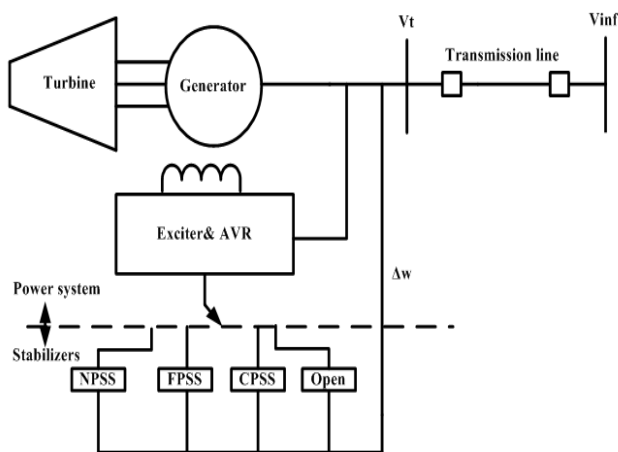 Vt
Vinf
Transmission line
Turbine
Generator
Exciter& AVR
Δw
Power system
Stabilizers
NPSS
FPSS
CPSS
Open